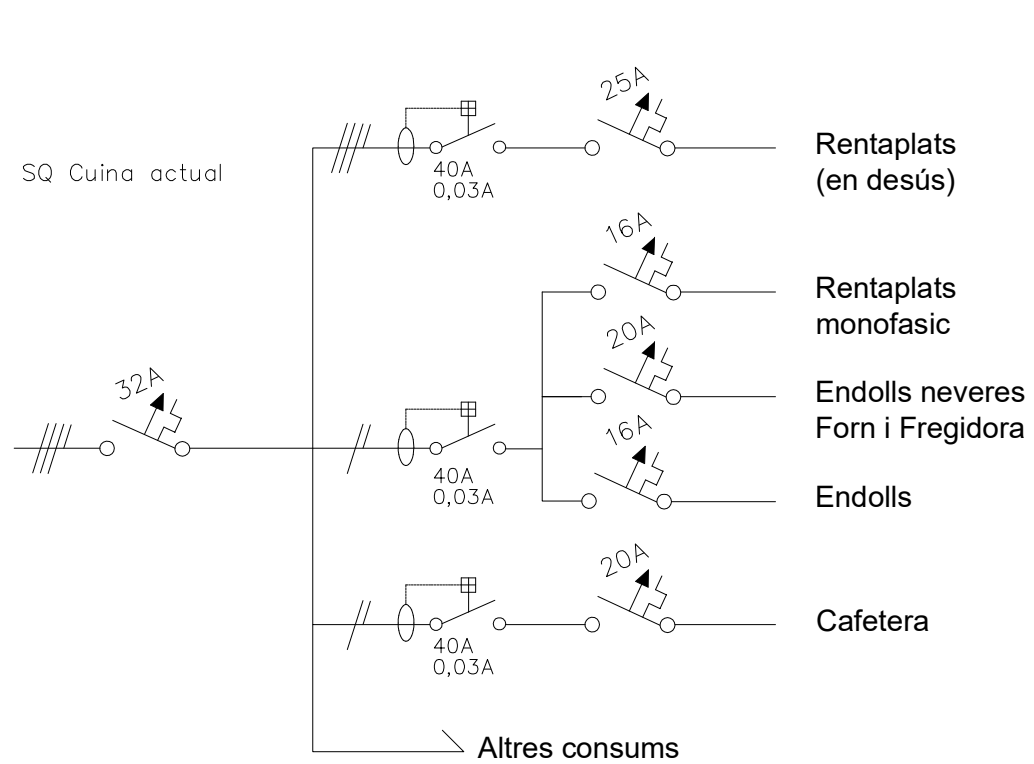 25A
Rentaplats
(en desús)
40A
0,03A
SQ Cuina actual
16A
Rentaplats
monofasic
20A
32A
Endolls neveres
Forn i Fregidora
16A
40A
0,03A
Endolls
20A
Cafetera
40A
0,03A
Altres consums